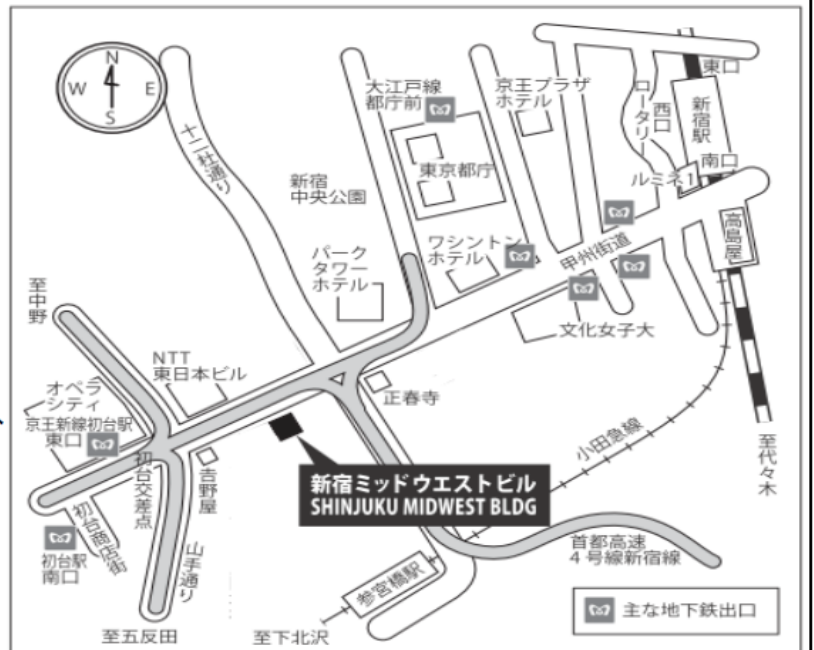 N
W
E
S
十二社通り
大江戸線
都庁前
京王プラザ
ホテル
東京都庁
新宿
中央公園
パーク
タワー
ホテル
ワシントン
ホテル
東口
新宿駅
西口
ロータリー
南口
ルミネ1
高島屋
甲州街道
文化女子大
至中野
NTT
東日本ビル
オペラ
シティ
京王新線初台駅
東口
正春寺
小田急線
至代々木
初台交差点
吉野屋
新宿ミッドウエストビル
SHINJUKU MIDWEST BLDG
初台商店街
初台駅
南口
山手通り
首都高速
4号線新宿線
参宮橋駅
至五反田
至下北沢
主な地下鉄出口